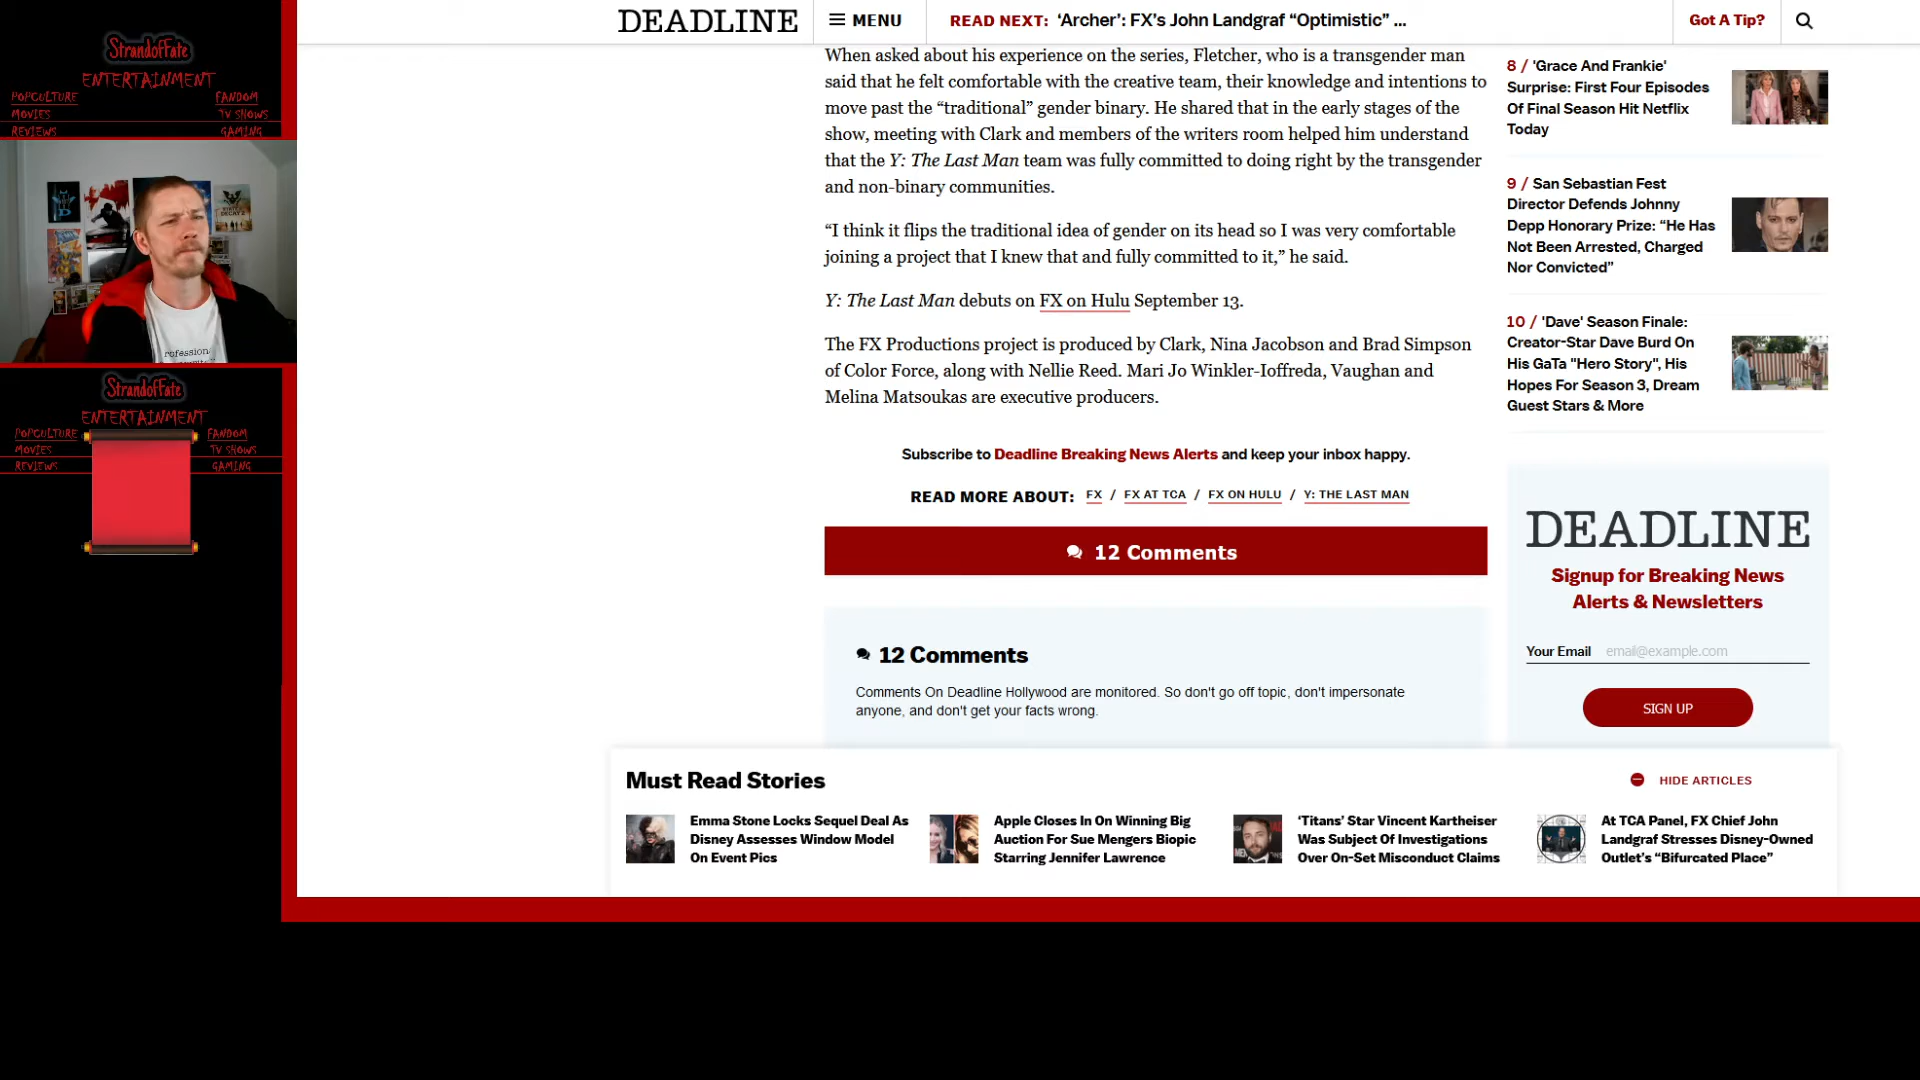 StrandofFate
ENTERTAINMENT
POPCULTURE
FANDOM
MOVIES
TV SHOWS
REVIEWS
GAMING
StrandofFate
ENTERTAINMENT
POPCULTURE
FANDOM
MOVIES
TV SHOWS
REVIEWS
GAMING
DEADLINE
MENU
READ NEXT: ‘Archer’: FX’s John Landgraf “Optimistic” ...
Got A Tip?
When asked about his experience on the series, Fletcher, who is a transgender man
said that he felt comfortable with the creative team, their knowledge and intentions to
move past the “traditional” gender binary. He shared that in the early stages of the
show, meeting with Clark and members of the writers room helped him understand
that the Y: The Last Man team was fully committed to doing right by the transgender
and non-binary communities.
“I think it flips the traditional idea of gender on its head so I was very comfortable
joining a project that I knew that and fully committed to it,” he said.
Y: The Last Man debuts on FX on Hulu September 13.
The FX Productions project is produced by Clark, Nina Jacobson and Brad Simpson
of Color Force, along with Nellie Reed. Mari Jo Winkler-Ioffreda, Vaughan and
Melina Matsoukas are executive producers.
Subscribe to Deadline Breaking News Alerts and keep your inbox happy.
READ MORE ABOUT: FX / FX AT TCA / FX ON HULU / Y: THE LAST MAN
12 Comments
12 Comments
Comments On Deadline Hollywood are monitored. So don't go off topic, don't impersonate
anyone, and don't get your facts wrong.
8 / 'Grace And Frankie'
Surprise: First Four Episodes
Of Final Season Hit Netflix
Today
9 / San Sebastian Fest
Director Defends Johnny
Depp Honorary Prize: “He Has
Not Been Arrested, Charged
Nor Convicted”
10 / 'Dave' Season Finale:
Creator-Star Dave Burd On
His GaTa "Hero Story", His
Hopes For Season 3, Dream
Guest Stars & More
DEADLINE
Signup for Breaking News
Alerts & Newsletters
Your Email email@example.com
SIGN UP
Must Read Stories
HIDE ARTICLES
Emma Stone Locks Sequel Deal As
Disney Assesses Window Model
On Event Pics
Apple Closes In On Winning Big
Auction For Sue Mengers Biopic
Starring Jennifer Lawrence
‘Titans’ Star Vincent Kartheiser
Was Subject Of Investigations
Over On-Set Misconduct Claims
At TCA Panel, FX Chief John
Landgraf Stresses Disney-Owned
Outlet’s “Bifurcated Place”